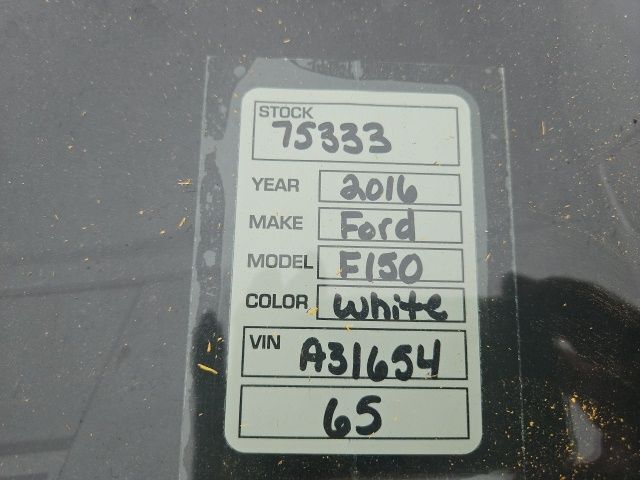 STOCK
75333
YEAR 2016
MAKE Ford
MODEL F150
COLOR White
VIN A31654
65